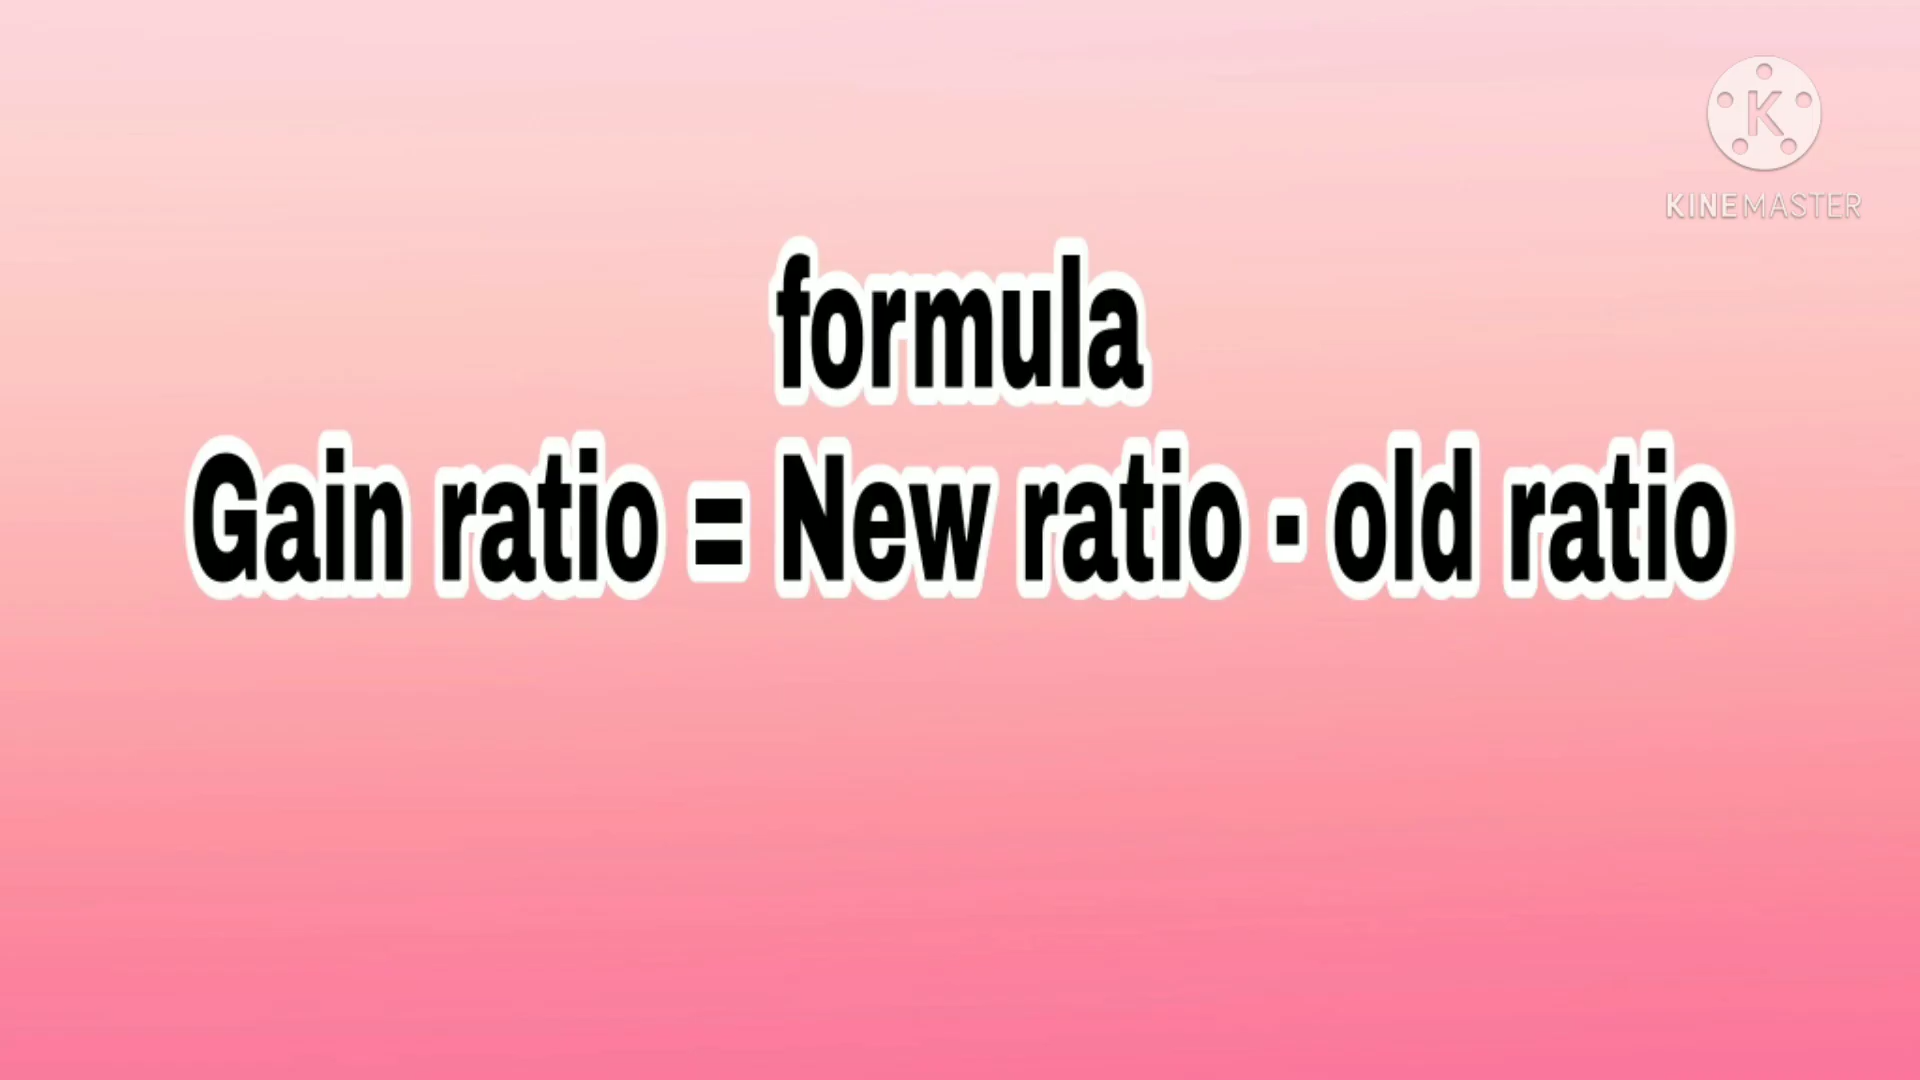 K
KINEMASTER
formula
Gain ratio = New ratio - old ratio